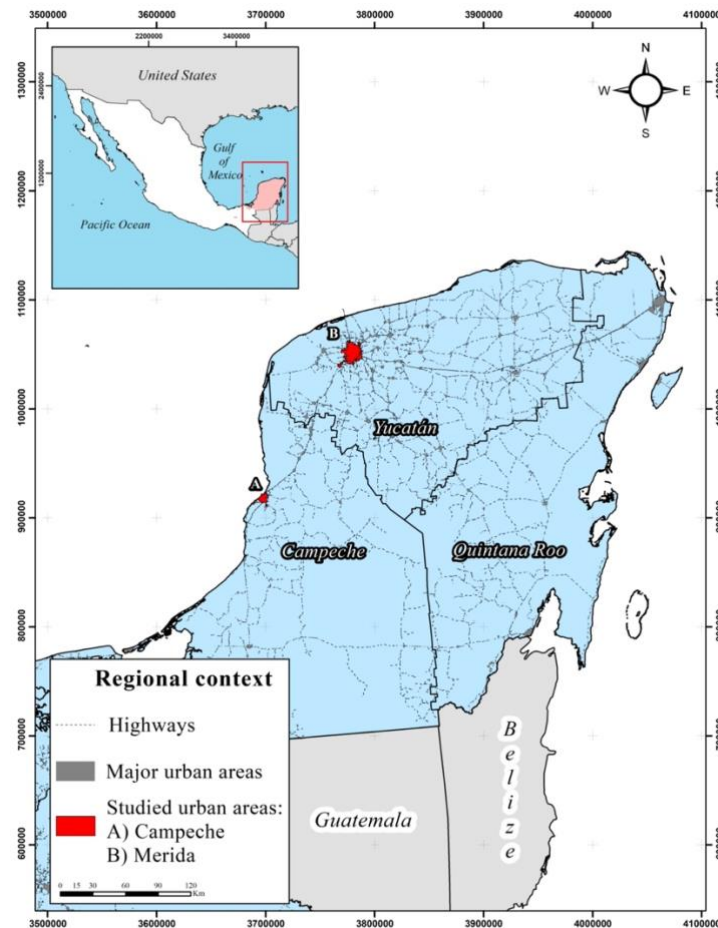 3500000 3600000 3700000 3800000 3900000 4000000 4100000
2200000 3400000
2400000
1200000
United States
Gulf
of
Mexico
Pacific Ocean
N
W E
S
1300000
1200000
1100000
1000000
900000
800000
700000
600000
B
Yucatán
A
Campeche
Quintana Roo
Belize
Guatemala
Regional context
Highways
Major urban areas
Studied urban areas:
A) Campeche
B) Merida
0 15 30 60 90 120
Km
3500000 3600000 3700000 3800000 3900000 4000000 4100000